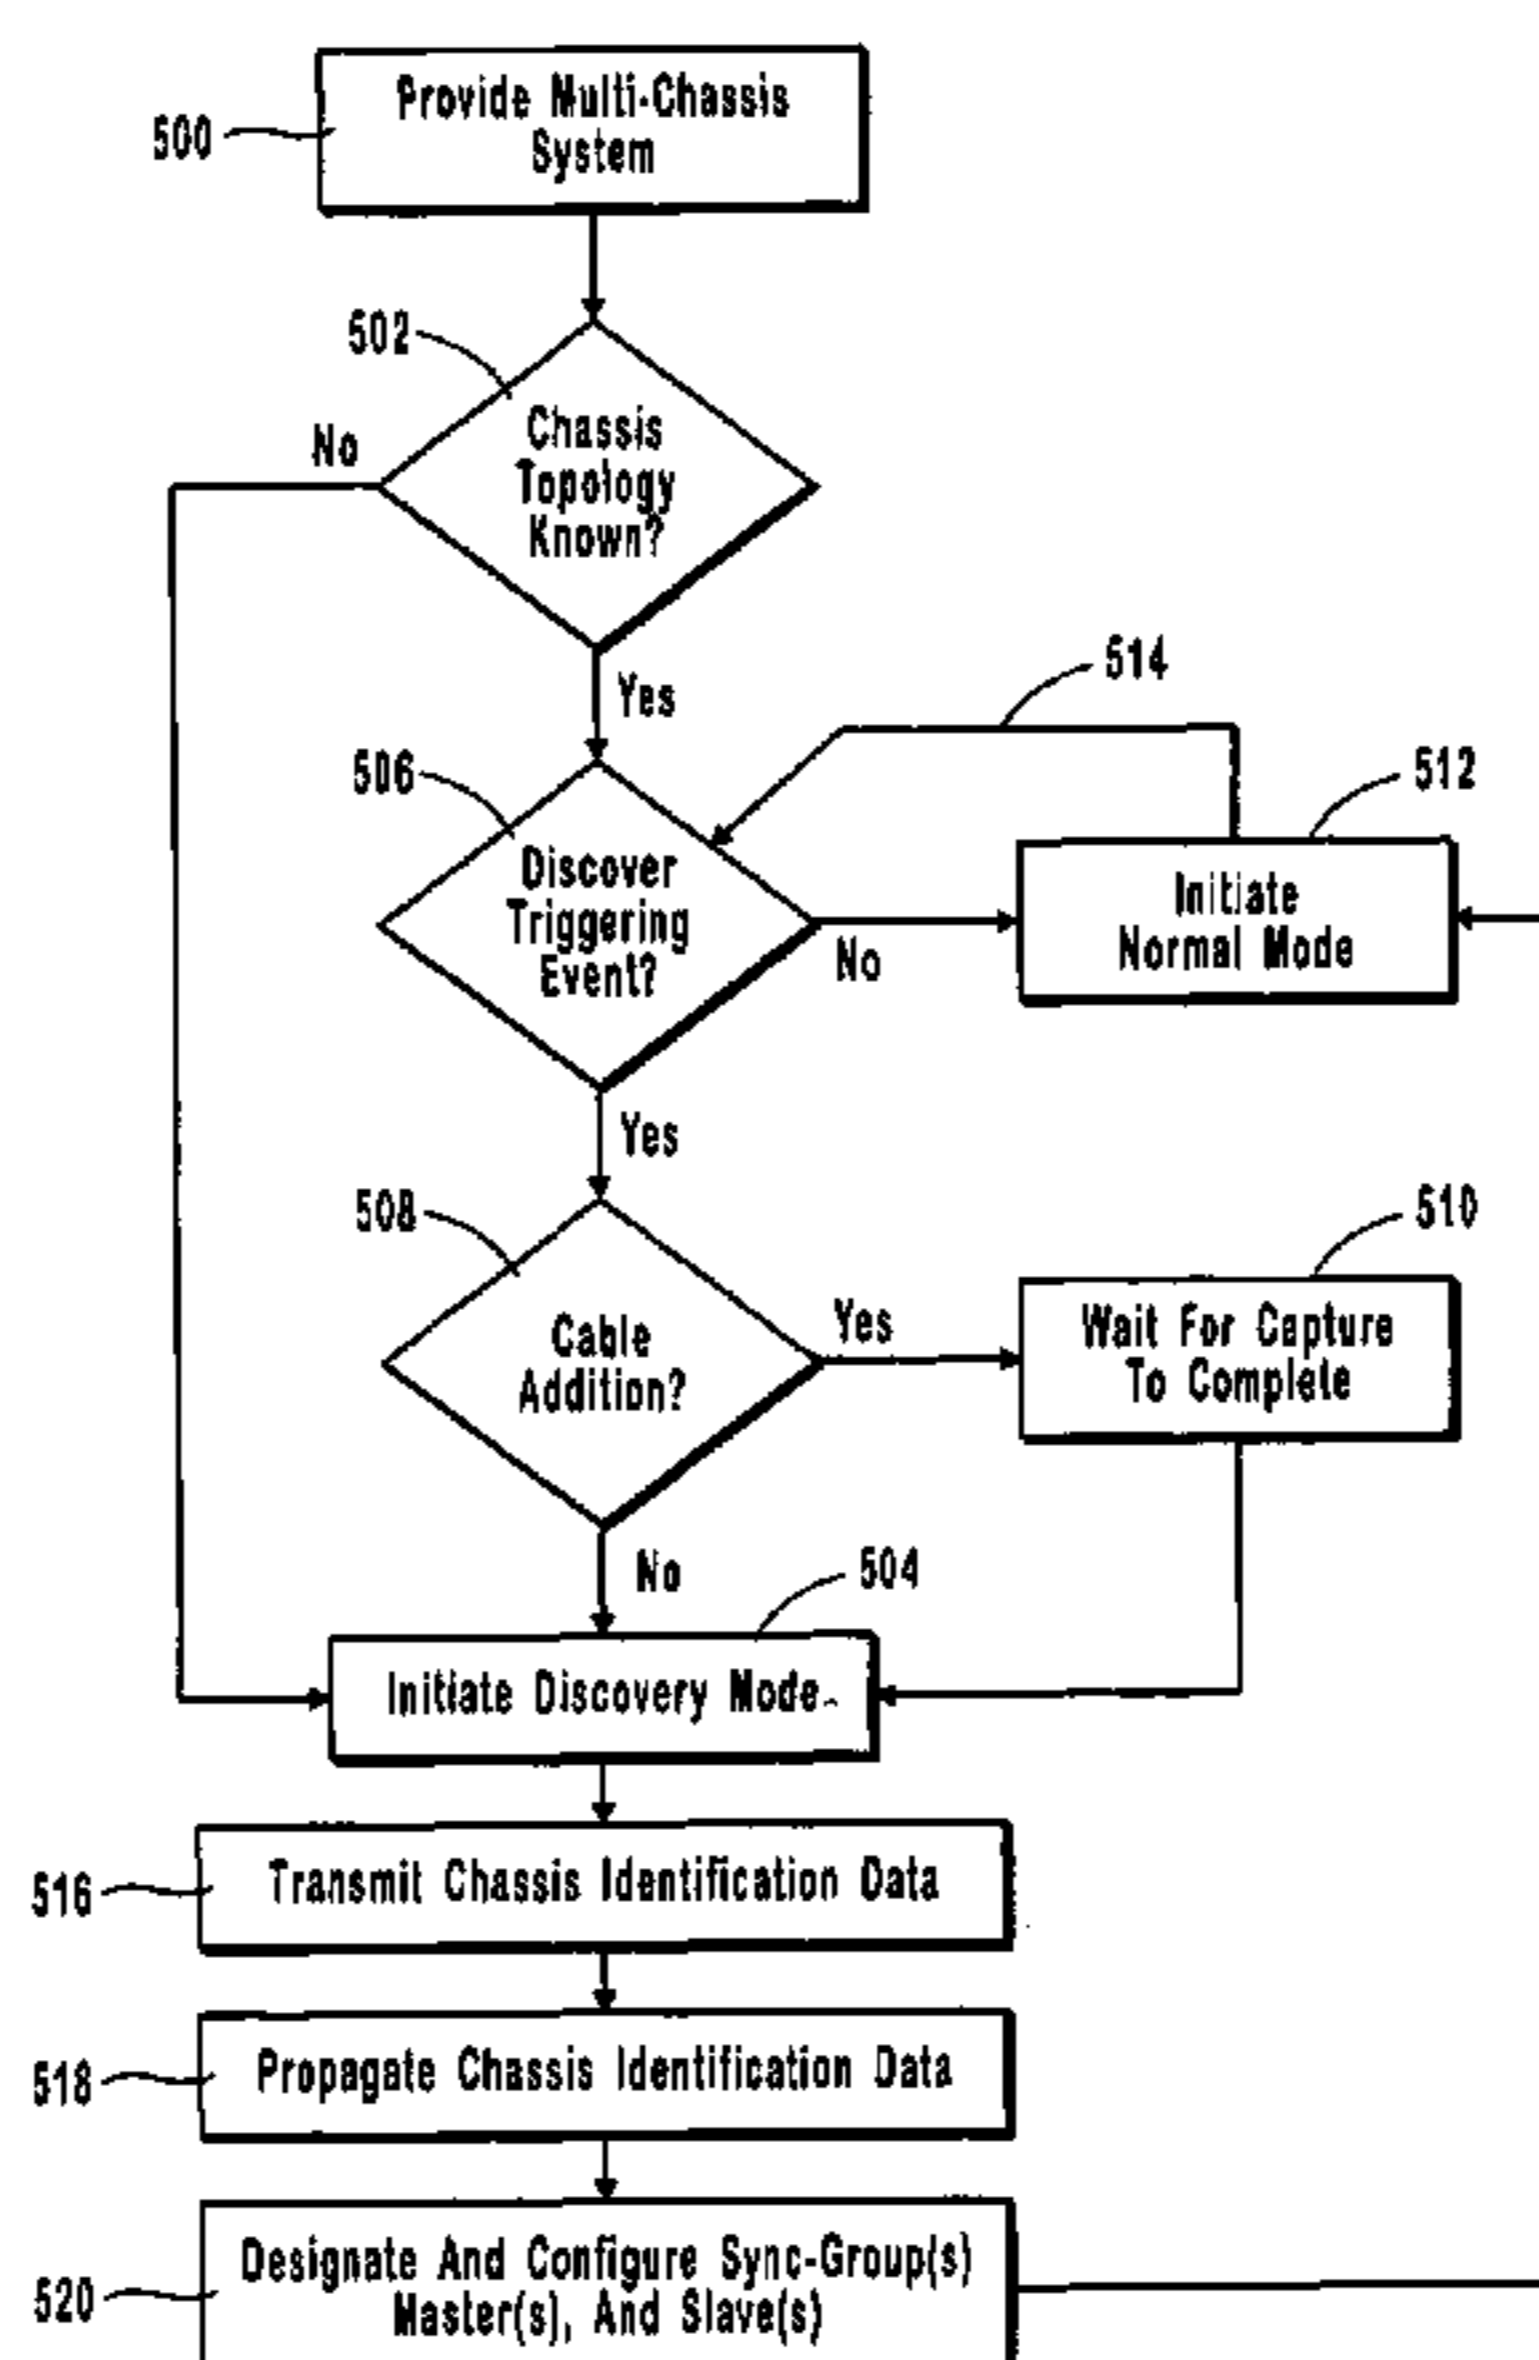 Provide Multi-Chassis
System
500
502
Chassis
Topology
Known?
No
Yes
514
506
Discover
Triggering
Event?
No
512
Initiate
Normal Mode
Yes
508
Cable
Addition?
Yes
510
Wait For Capture
To Complete
No
504
Initiate Discovery Mode
516
Transmit Chassis Identification Data
518
Propagate Chassis Identification Data
520
Designate And Configure Sync-Group(s)
Master(s), And Slave(s)